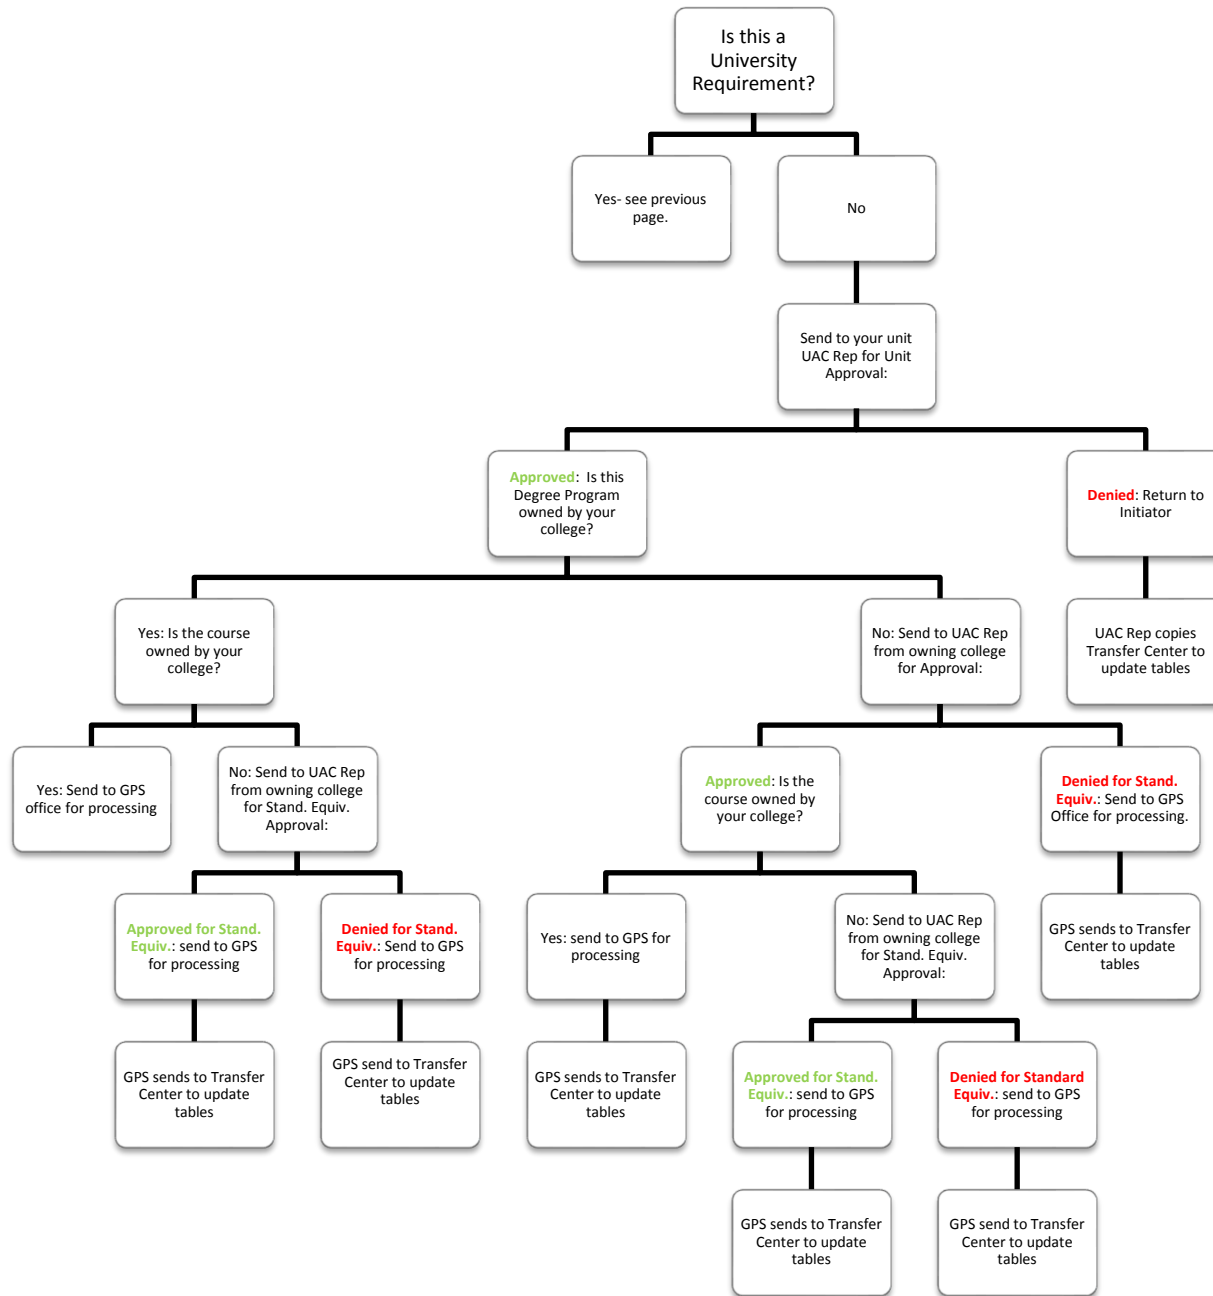 Is this a
University
Requirement?
Yes- see previous
page.
No
Send to your unit
UAC Rep for Unit
Approval:
Approved:  Is this
Degree Program
owned by your
college?
Denied: Return to
Initiator
Yes: Is the course
owned by your
college?
No: Send to UAC Rep
from owning college
for Approval:
UAC Rep copies
Transfer Center to
update tables
Yes: Send to GPS
office for processing
No: Send to UAC Rep
from owning college
for Stand. Equiv.
Approval:
Approved: Is the
course owned by
your college?
Denied for Stand.
Equiv.: Send to GPS
Office for processing.
Approved for Stand.
Equiv.: send to GPS
for processing
Denied for Stand.
Equiv.: Send to GPS
for processing
Yes: send to GPS for
processing
No: Send to UAC Rep
from owning college
for Stand. Equiv.
Approval:
GPS sends to Transfer
Center to update
tables
GPS sends to Transfer
Center to update
tables
GPS send to Transfer
Center to update
tables
GPS sends to Transfer
Center to update
tables
Approved for Stand.
Equiv.: send to GPS
for processing
Denied for Standard
Equiv.: send to GPS
for processing
GPS sends to Transfer
Center to update
tables
GPS send to Transfer
Center to update
tables